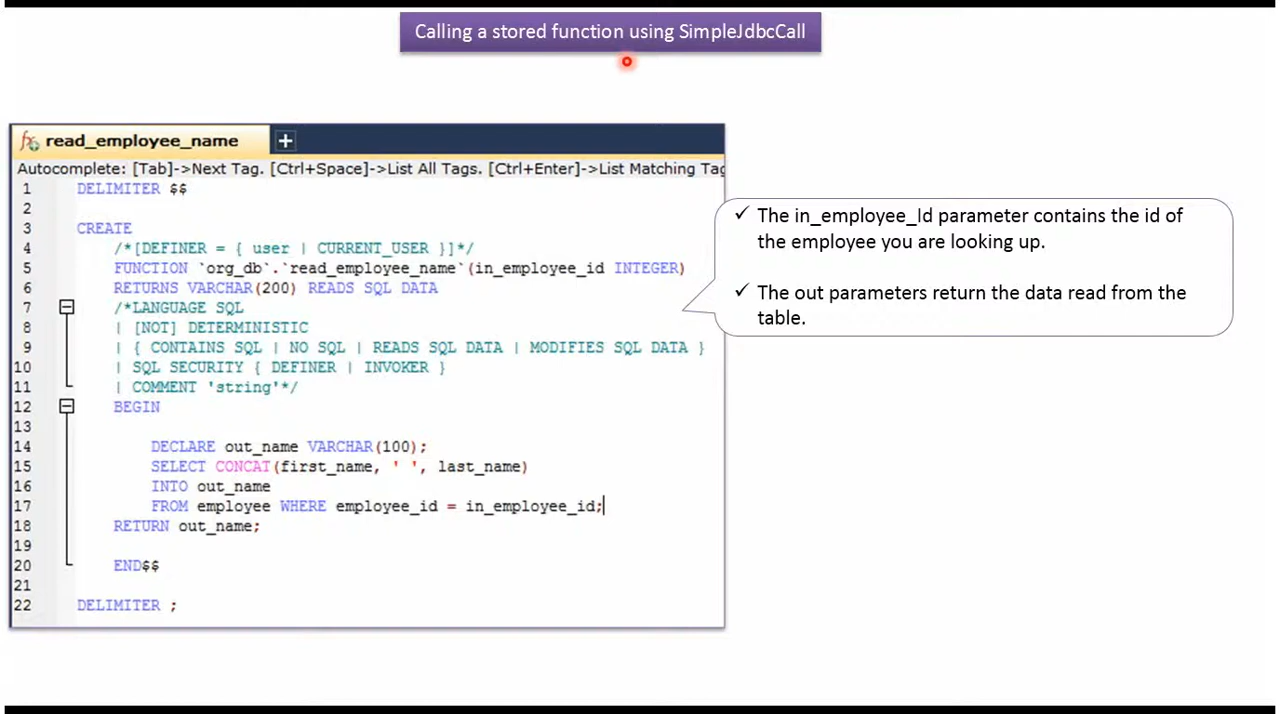 Calling a stored function using SimpleJdbcCall
read_employee_name
Autocomplete: [Tab]->Next Tag. [Ctrl+Space]->List All Tags. [Ctrl+Enter]->List Matching Tag
1 DELIMITER $$
2
3 CREATE
4 /*[DEFINER = { user | CURRENT_USER }]*/
5 FUNCTION `org_db`.`read_employee_name`(in_employee_id INTEGER)
6 RETURNS VARCHAR(200) READS SQL DATA
7 /*LANGUAGE SQL
8 | [NOT] DETERMINISTIC
9 | { CONTAINS SQL | NO SQL | READS SQL DATA | MODIFIES SQL DATA }
10 | SQL SECURITY { DEFINER | INVOKER }
11 | COMMENT 'string'*/
12 BEGIN
13
14 DECLARE out_name VARCHAR(100);
15 SELECT CONCAT(first_name, ' ', last_name)
16 INTO out_name
17 FROM employee WHERE employee_id = in_employee_id;
18 RETURN out_name;
19
20 END$$
21
22 DELIMITER ;
✓ The in_employee_Id parameter contains the id of
the employee you are looking up.
✓ The out parameters return the data read from the
table.